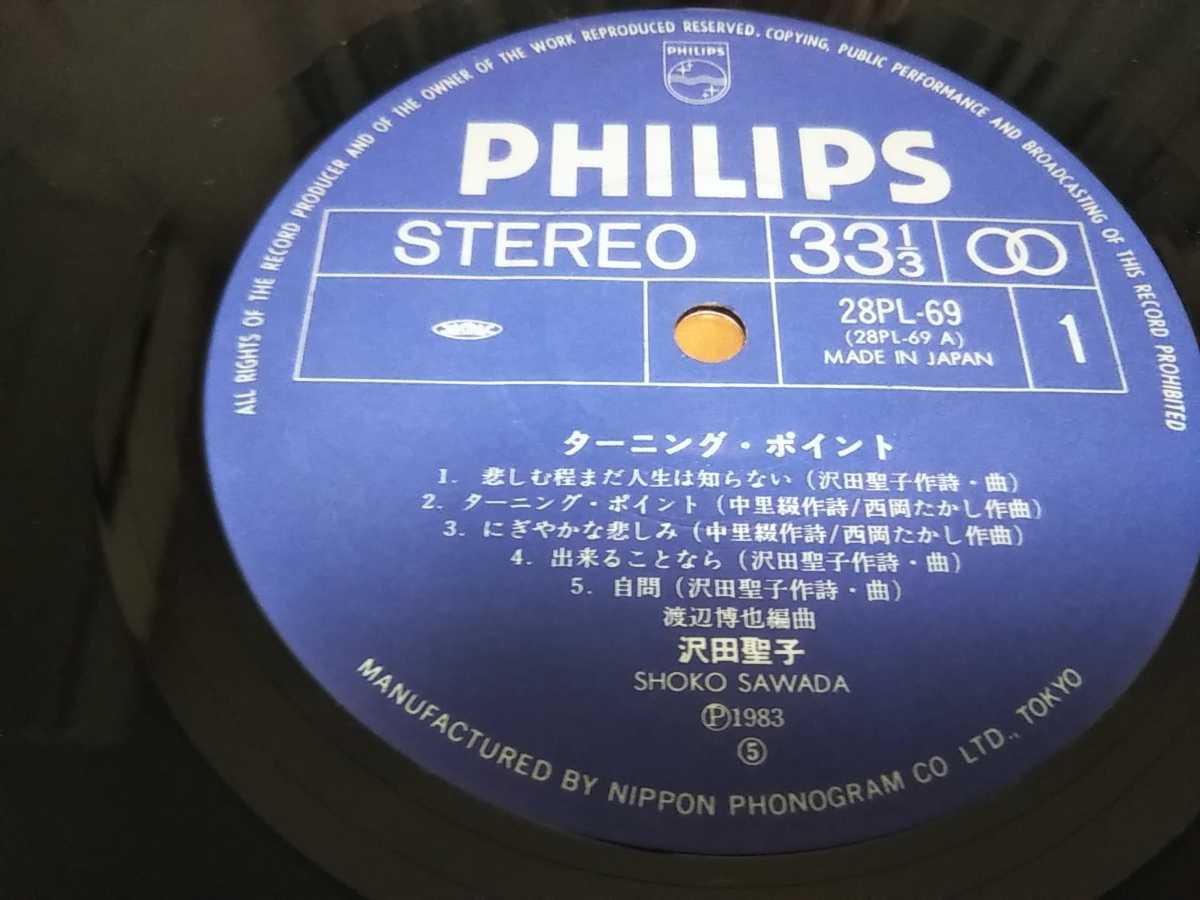 ALL RIGHTS OF THE RECORD PRODUCER AND OF THE OWNER OF THE WORK REPRODUCED RESERVED. COPYING, PUBLIC PERFORMANCE AND BROADCASTING OF THIS RECORD PROHIBITED
PHILIPS
PHILIPS
STEREO
33 1/3
28PL-69
(28PL-69 A)
MADE IN JAPAN
1
ターニング・ポイント
1. 悲しむ程まだ人生は知らない(沢田聖子作詩・曲)
2. ターニング・ポイント(中里綴作詩/西岡たかし作曲)
3. にぎやかな悲しみ(中里綴作詩/西岡たかし作曲)
4. 出来ることなら(沢田聖子作詩・曲)
5. 自問(沢田聖子作詩・曲)
渡辺博也編曲
沢田聖子
SHOKO SAWADA
Ⓟ1983
⑤
MANUFACTURED BY NIPPON PHONOGRAM CO LTD., TOKYO